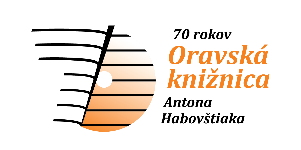 70 rokov
Oravská
knižnica
Antona
Habovštiaka